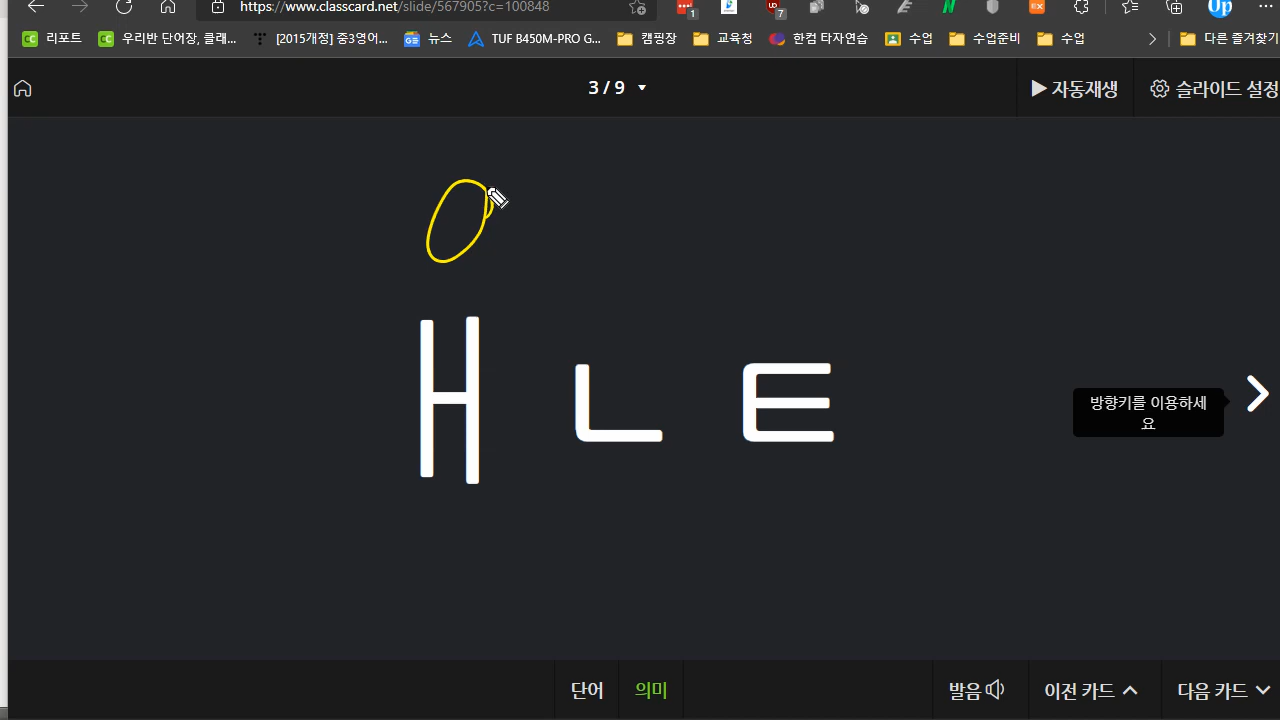 https://www.classcard.net/slide/567905?c=100848
1
7
리포트 우리반 단어장, 클래... [2015개정] 중3영어... 뉴스 TUF B450M-PRO G... 캠핑장 교육청 한컴 타자연습 수업 수업준비 수업 다른 즐겨찾기
3 / 9 자동재생 슬라이드 설정
ㅐ ㄴ ㅌ
방향키를 이용하세
요
단어 의미 발음 이전 카드 다음 카드